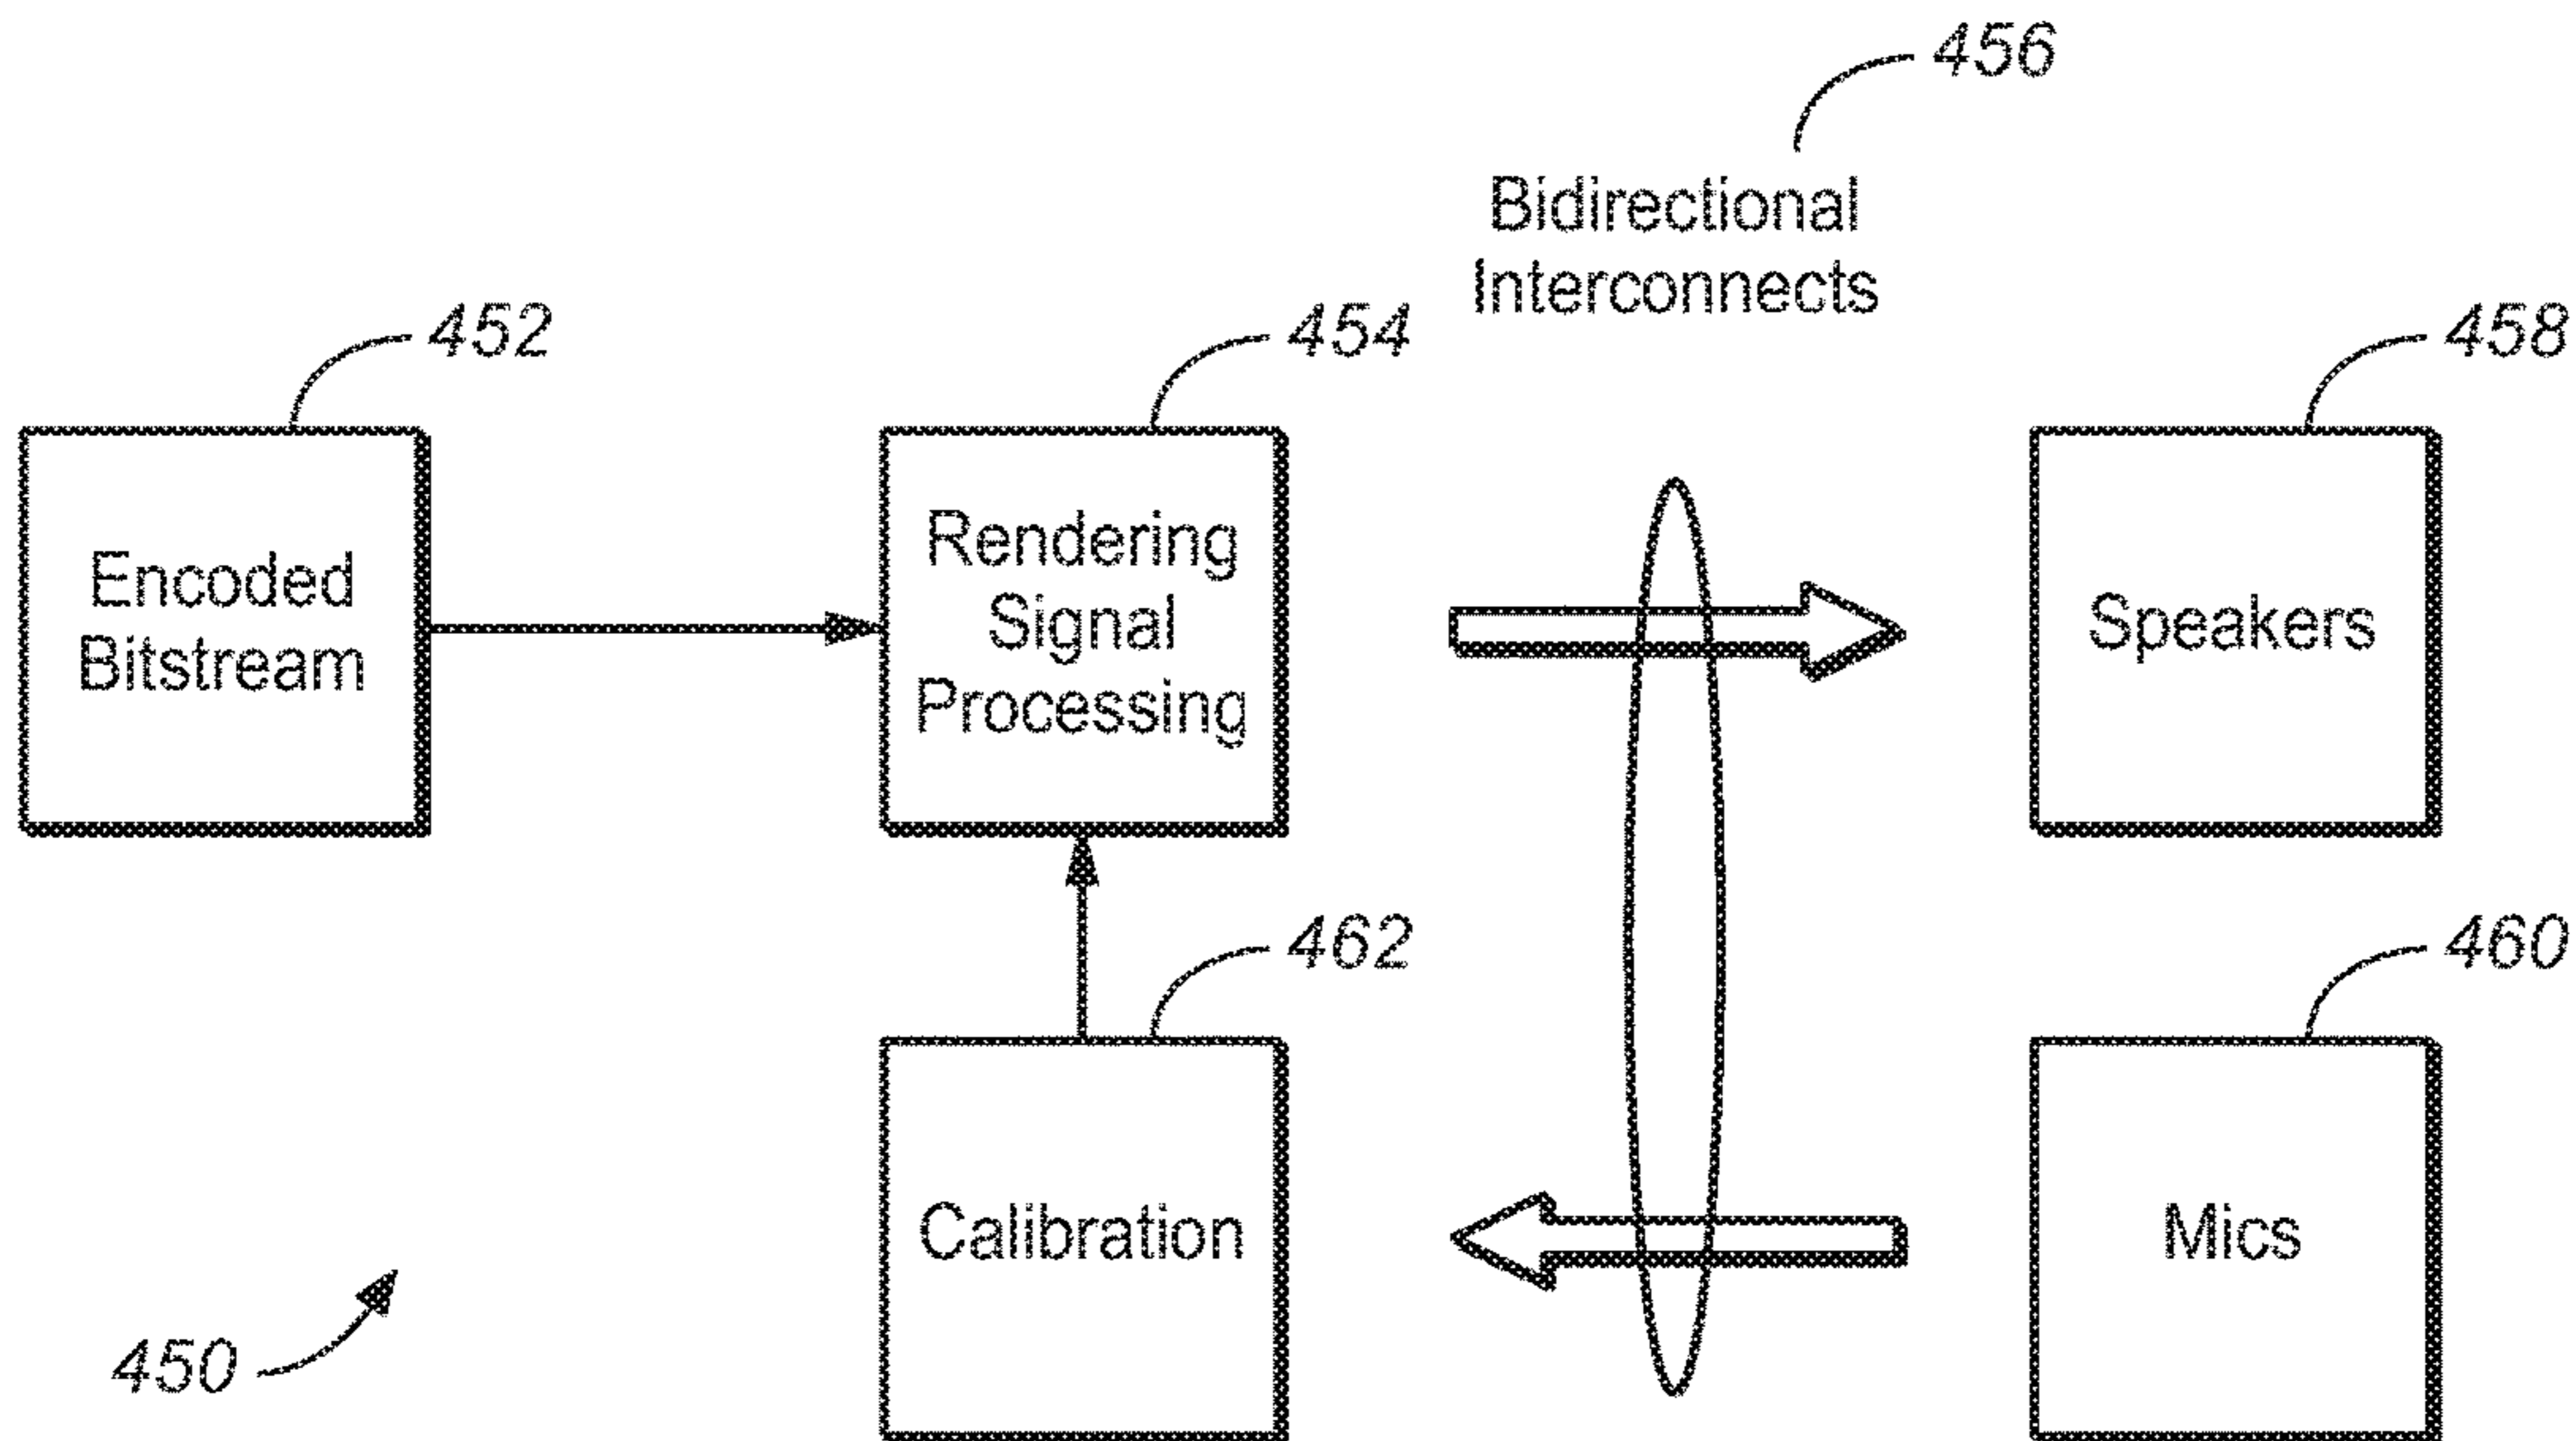 456
Bidirectional
Interconnects
452
454
458
Encoded
Bitstream
Rendering
Signal
Processing
Speakers
462
460
Calibration
Mics
450